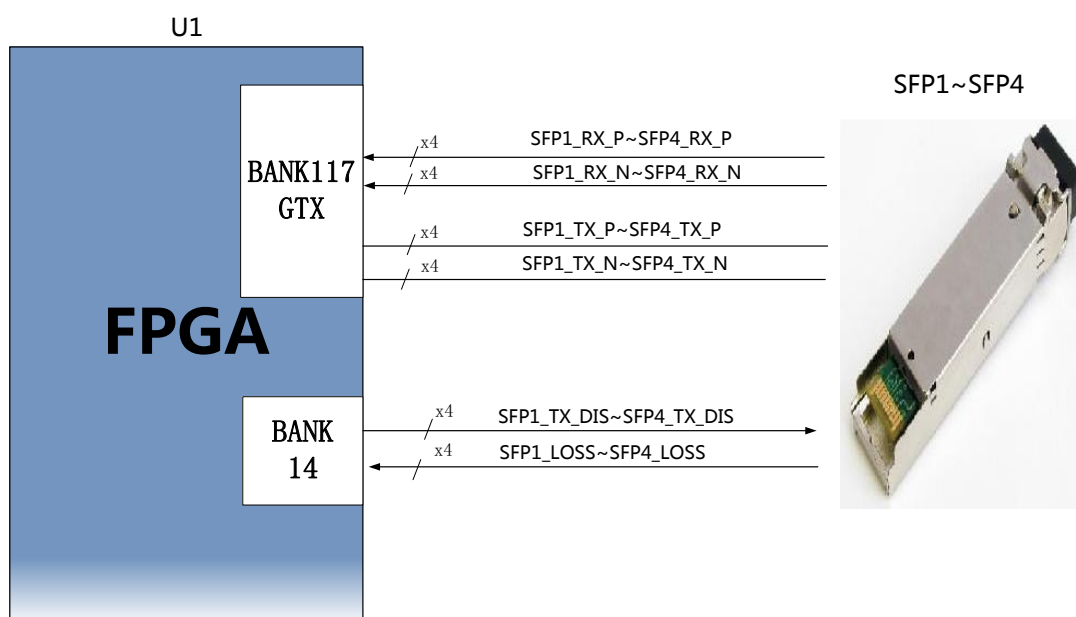 U1
SFP1~SFP4
BANK117
GTX
x4
SFP1_RX_P~SFP4_RX_P
x4
SFP1_RX_N~SFP4_RX_N
x4
SFP1_TX_P~SFP4_TX_P
x4
SFP1_TX_N~SFP4_TX_N
FPGA
BANK
14
x4
SFP1_TX_DIS~SFP4_TX_DIS
x4
SFP1_LOSS~SFP4_LOSS